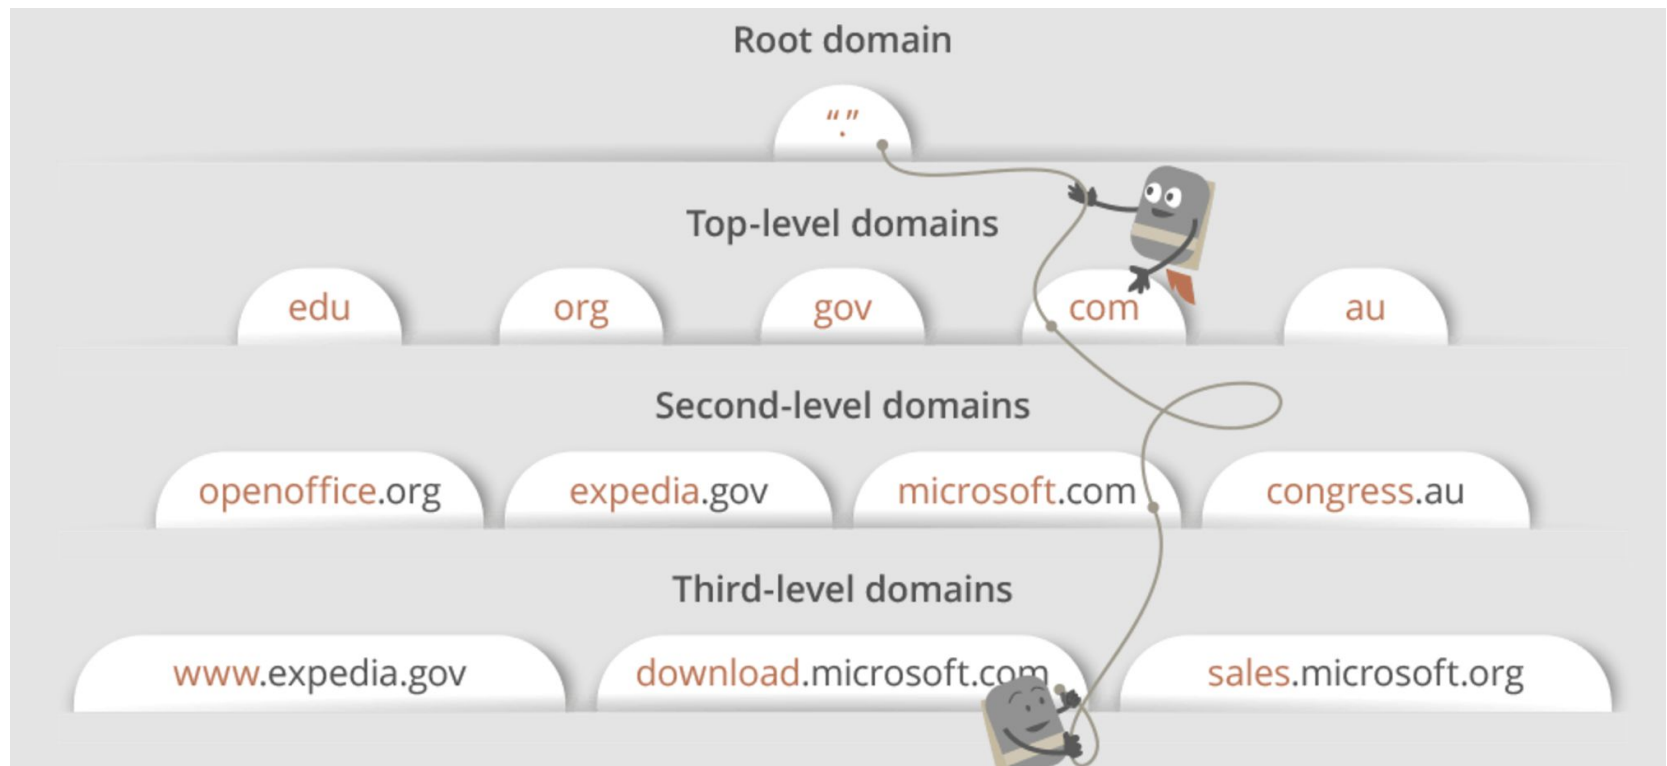 Root domain
“.”
Top-level domains
edu org gov com au
Second-level domains
openoffice.org expedia.gov microsoft.com congress.au
Third-level domains
www.expedia.gov download.microsoft.com sales.microsoft.org